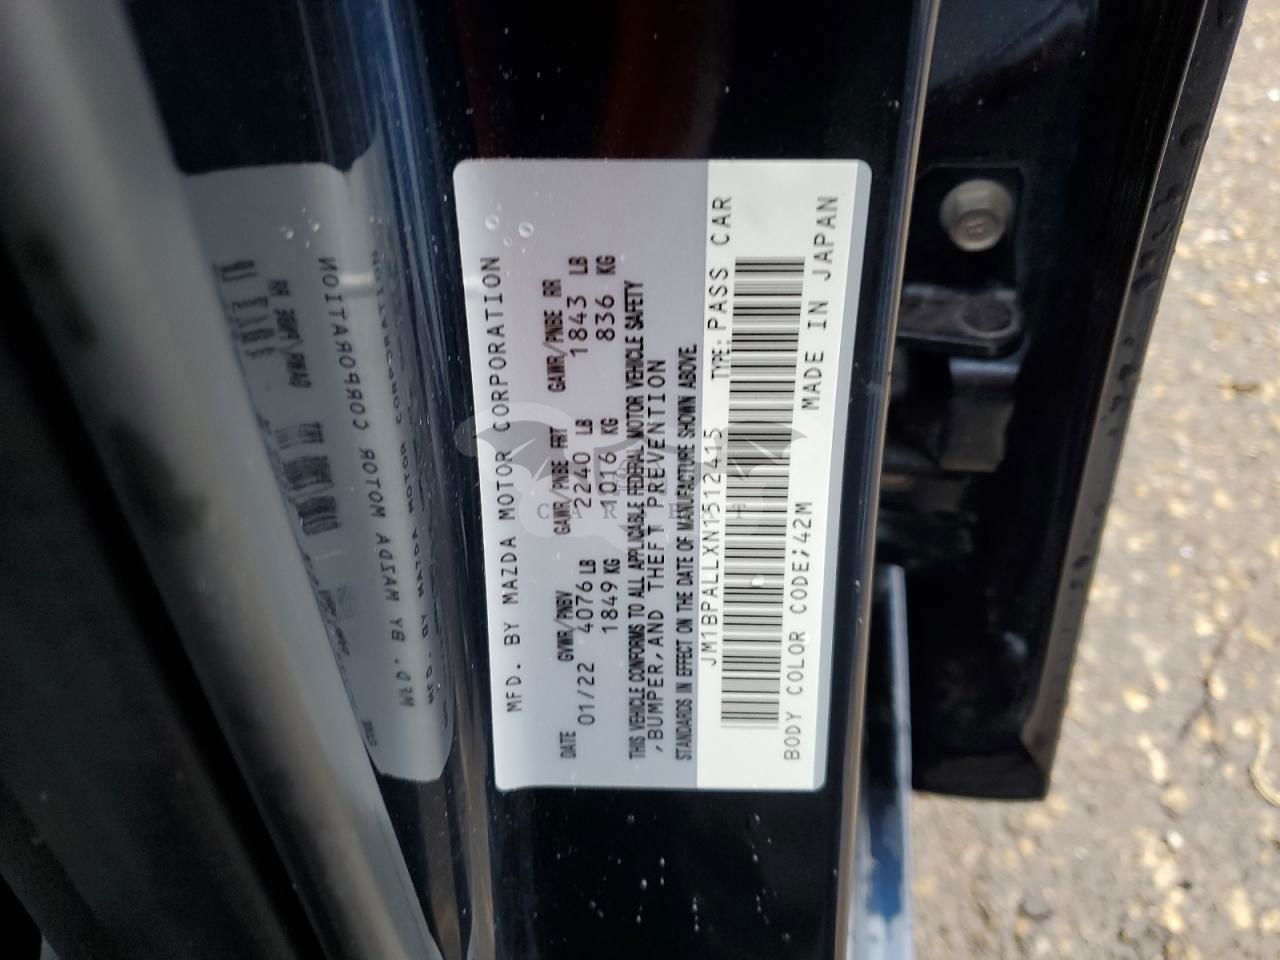 MFD. BY MAZDA MOTOR CORPORATION
DATE GVWR/PNBV GAWR/PNBE FRT GAWR/PNBE RR
01/22 4076 LB 2240 LB 1843 LB
1849 KG 1016 KG 836 KG
THIS VEHICLE CONFORMS TO ALL APPLICABLE FEDERAL MOTOR VEHICLE SAFETY
,BUMPER,AND THEFT PREVENTION
STANDARDS IN EFFECT ON THE DATE OF MANUFACTURE SHOWN ABOVE.
JM1BPALLXN1512415 TYPE: PASS CAR
BODY COLOR CODE;42M MADE IN JAPAN